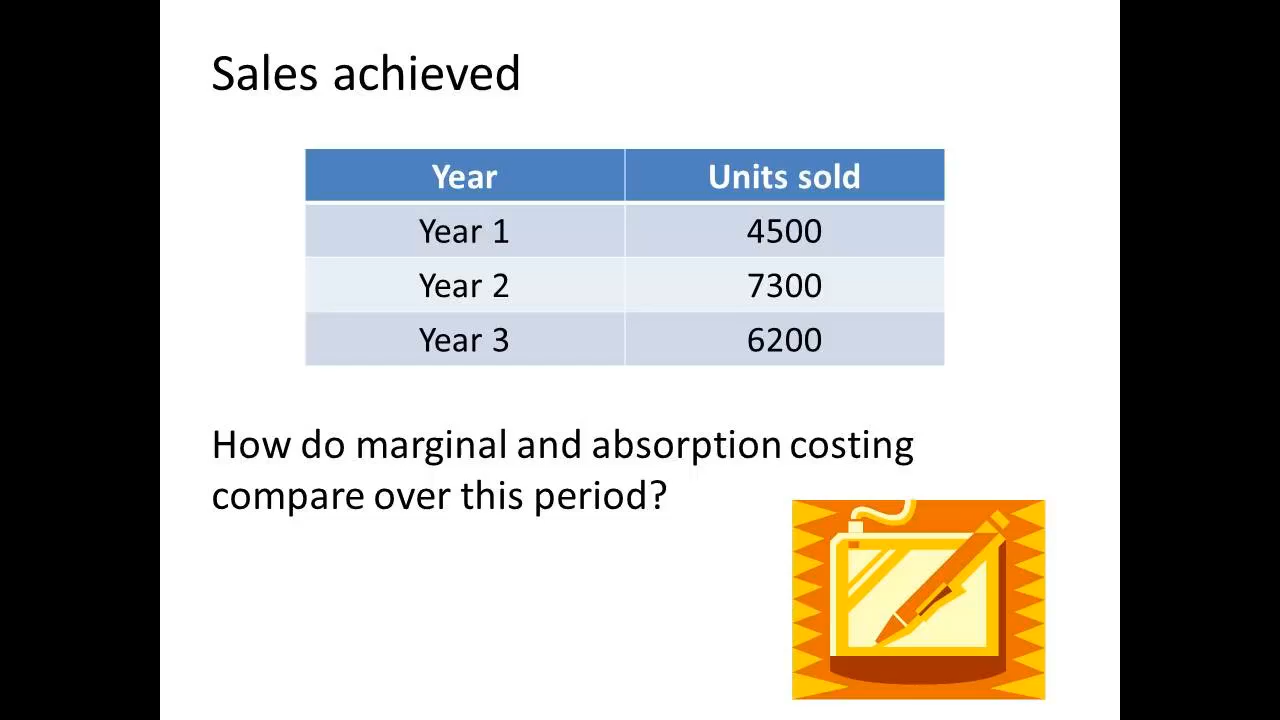 Sales achieved
Year Units sold
Year 1 4500
Year 2 7300
Year 3 6200
How do marginal and absorption costing
compare over this period?